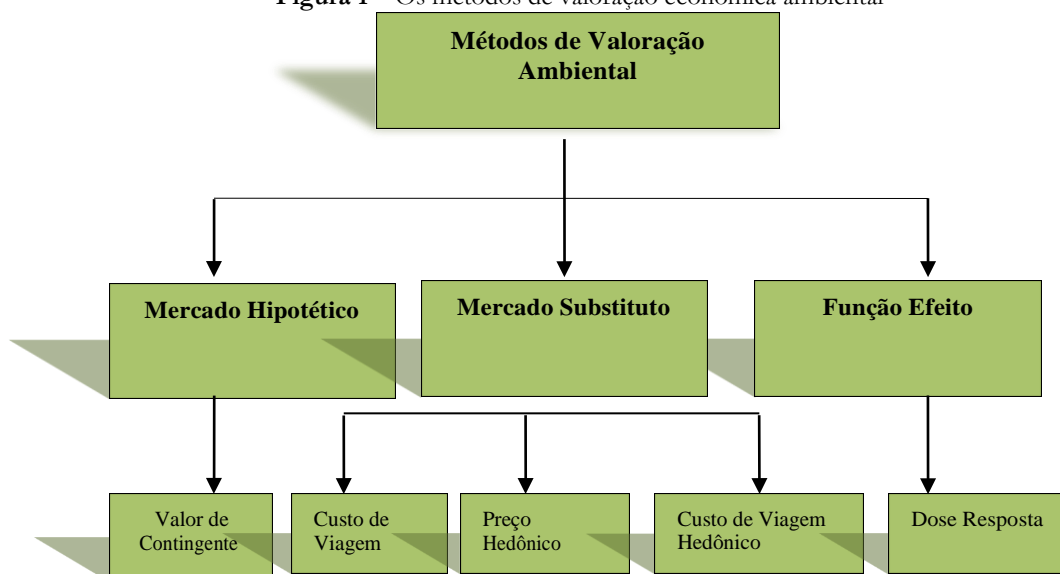 Figura 1 – Os métodos de valoração econômica ambiental
Métodos de Valoração
Ambiental
Mercado Hipotético
Mercado Substituto
Função Efeito
Valor de
Contingente
Custo de
Viagem
Preço
Hedônico
Custo de Viagem
Hedônico
Dose Resposta